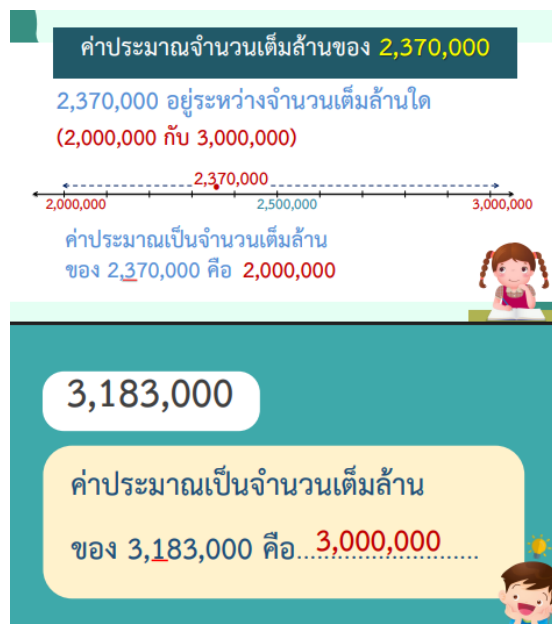 ค่าประมาณจำนวนเต็มล้านของ 2,370,000
2,370,000 อยู่ระหว่างจำนวนเต็มล้านใด
(2,000,000 กับ 3,000,000)
2,370,000
2,000,000 2,500,000 3,000,000
ค่าประมาณเป็นจำนวนเต็มล้าน
ของ 2,370,000 คือ 2,000,000
3,183,000
ค่าประมาณเป็นจำนวนเต็มล้าน
ของ 3,183,000 คือ...3,000,000......